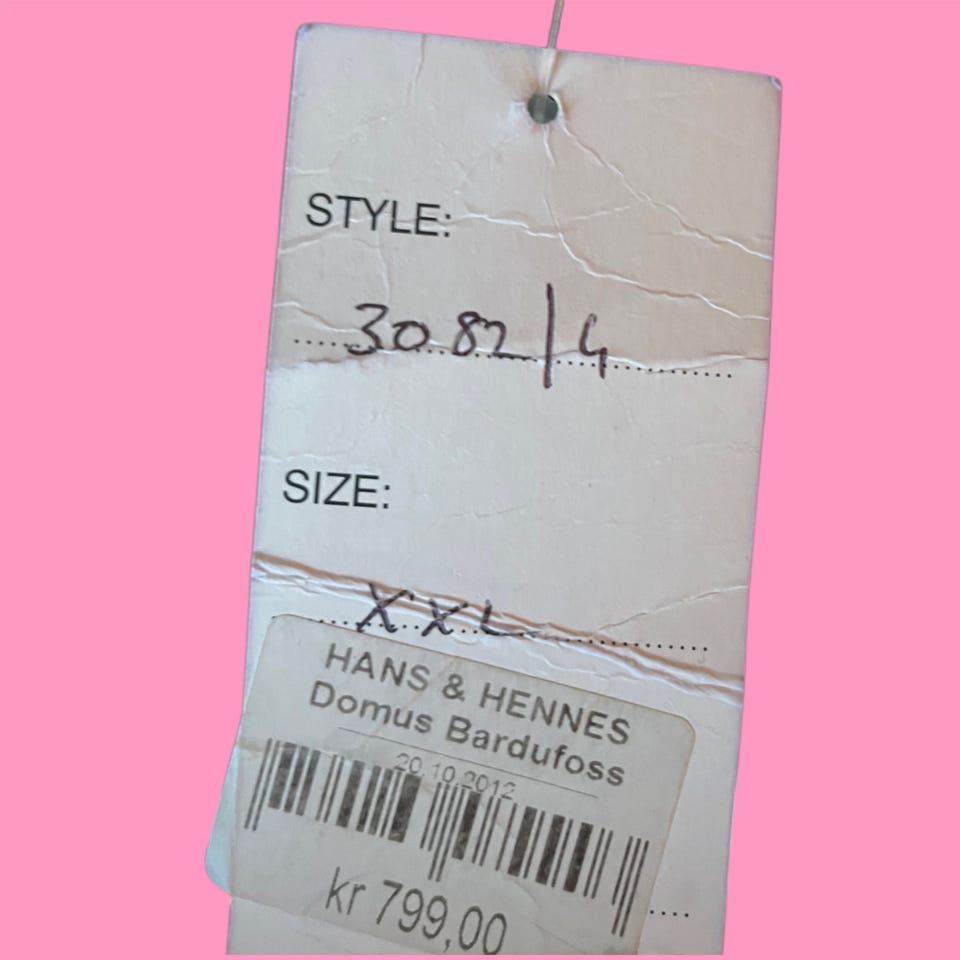 STYLE:
3082/4
SIZE:
XXL
HANS & HENNES
Domus Bardufoss
20.10.2012
kr 799,00